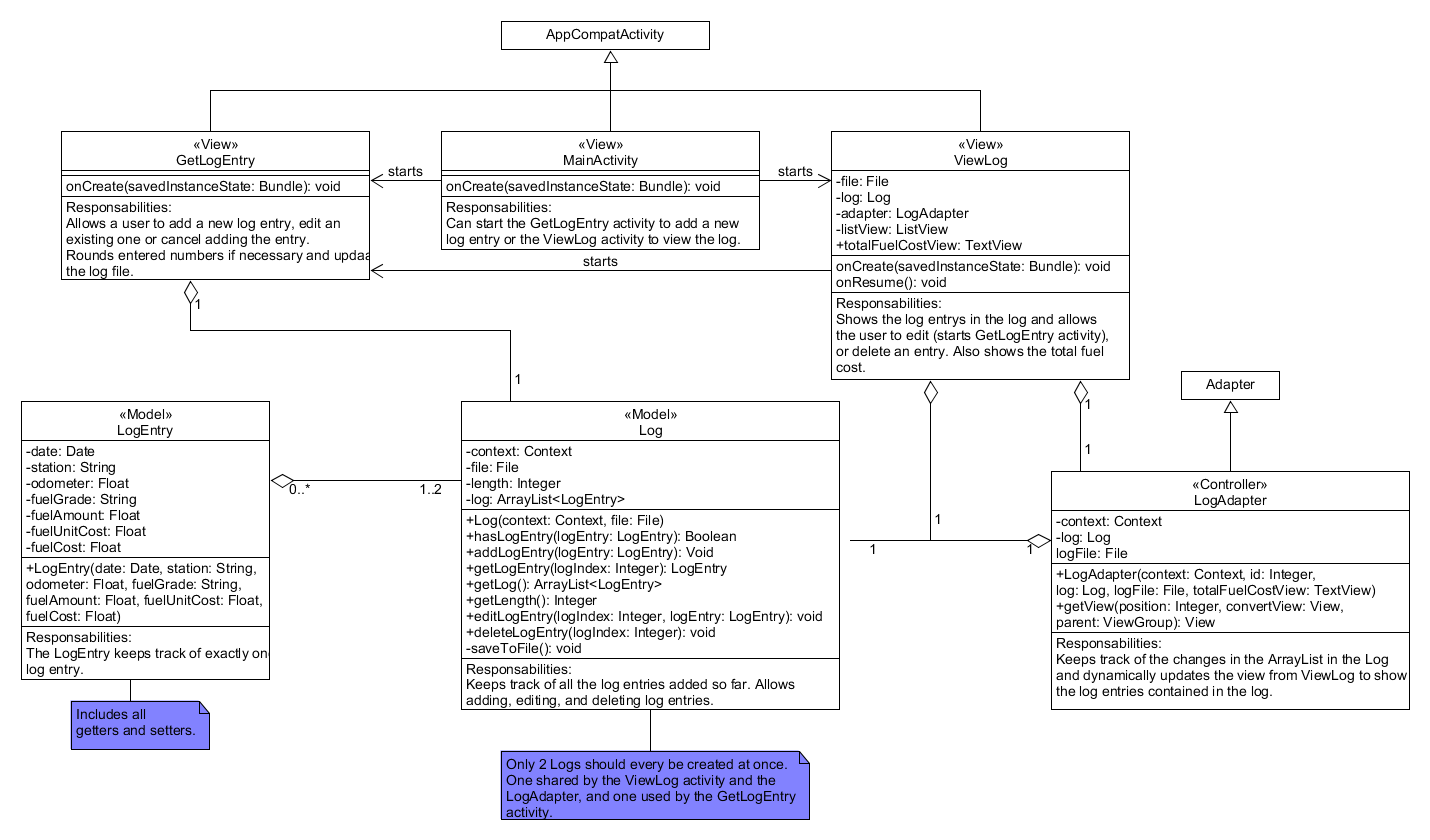 AppCompatActivity
«View»
GetLogEntry
onCreate(savedInstanceState: Bundle): void
Responsabilities:
Allows a user to add a new log entry, edit an
existing one or cancel adding the entry.
Rounds entered numbers if necessary and updaa
the log file.
starts
«View»
MainActivity
onCreate(savedInstanceState: Bundle): void
Responsabilities:
Can start the GetLogEntry activity to add a new
log entry or the ViewLog activity to view the log.
starts
starts
«View»
ViewLog
-file: File
-log: Log
-adapter: LogAdapter
-listView: ListView
+totalFuelCostView: TextView
onCreate(savedInstanceState: Bundle): void
onResume(): void
Responsabilities:
Shows the log entrys in the log and allows
the user to edit (starts GetLogEntry activity),
or delete an entry. Also shows the total fuel
cost.
1
1
1
1
1
1
1
Adapter
«Model»
LogEntry
-date: Date
-station: String
-odometer: Float
-fuelGrade: String
-fuelAmount: Float
-fuelUnitCost: Float
-fuelCost: Float
+LogEntry(date: Date, station: String,
odometer: Float, fuelGrade: String,
fuelAmount: Float, fuelUnitCost: Float,
fuelCost: Float)
Responsabilities:
The LogEntry keeps track of exactly on
log entry.
Includes all
getters and setters.
0..*
1..2
«Model»
Log
-context: Context
-file: File
-length: Integer
-log: ArrayList<LogEntry>
+Log(context: Context, file: File)
+hasLogEntry(logEntry: LogEntry): Boolean
+addLogEntry(logEntry: LogEntry): Void
+getLogEntry(logIndex: Integer): LogEntry
+getLog(): ArrayList<LogEntry>
+getLength(): Integer
+editLogEntry(logIndex: Integer, logEntry: LogEntry): void
+deleteLogEntry(logIndex: Integer): void
-saveToFile(): void
Responsabilities:
Keeps track of all the log entries added so far. Allows
adding, editing, and deleting log entries.
Only 2 Logs should every be created at once.
One shared by the ViewLog activity and the
LogAdapter, and one used by the GetLogEntry
activity.
«Controller»
LogAdapter
-context: Context
-log: Log
logFile: File
+LogAdapter(context: Context, id: Integer,
log: Log, logFile: File, totalFuelCostView: TextView)
+getView(position: Integer, convertView: View,
parent: ViewGroup): View
Responsabilities:
Keeps track of the changes in the ArrayList in the Log
and dynamically updates the view from ViewLog to show
the log entries contained in the log.